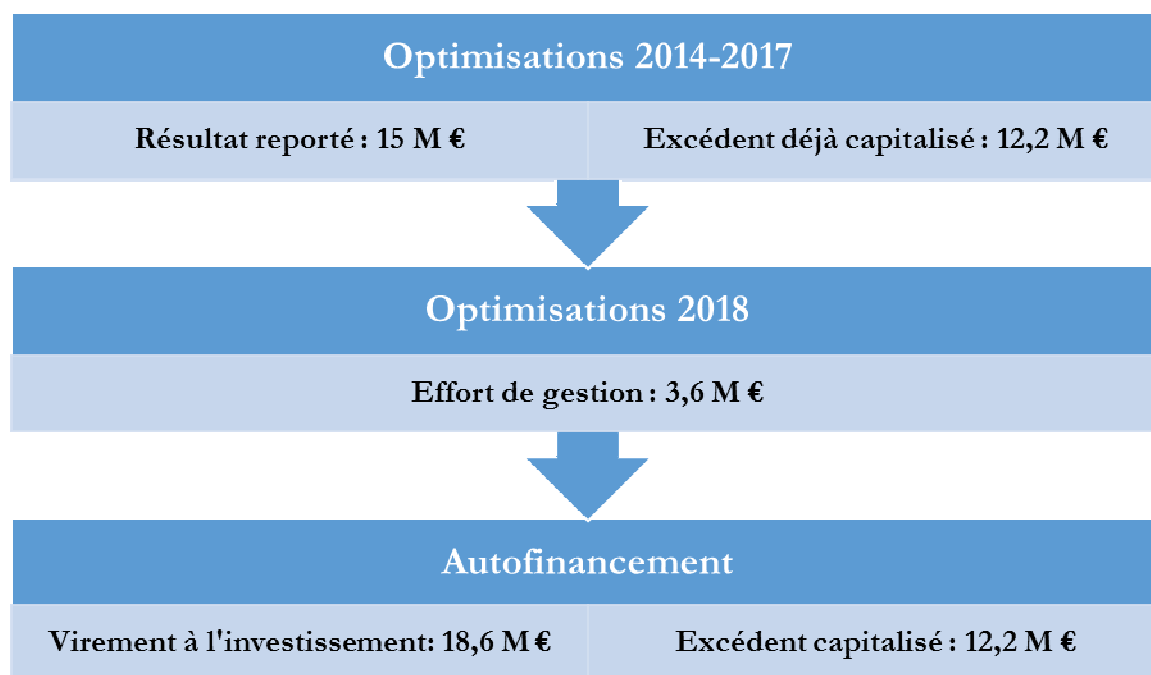 Optimisations 2014-2017
Résultat reporté : 15 M €
Excédent déjà capitalisé : 12,2 M €
Optimisations 2018
Effort de gestion : 3,6 M €
Autofinancement
Virement à l'investissement: 18,6 M €
Excédent capitalisé : 12,2 M €